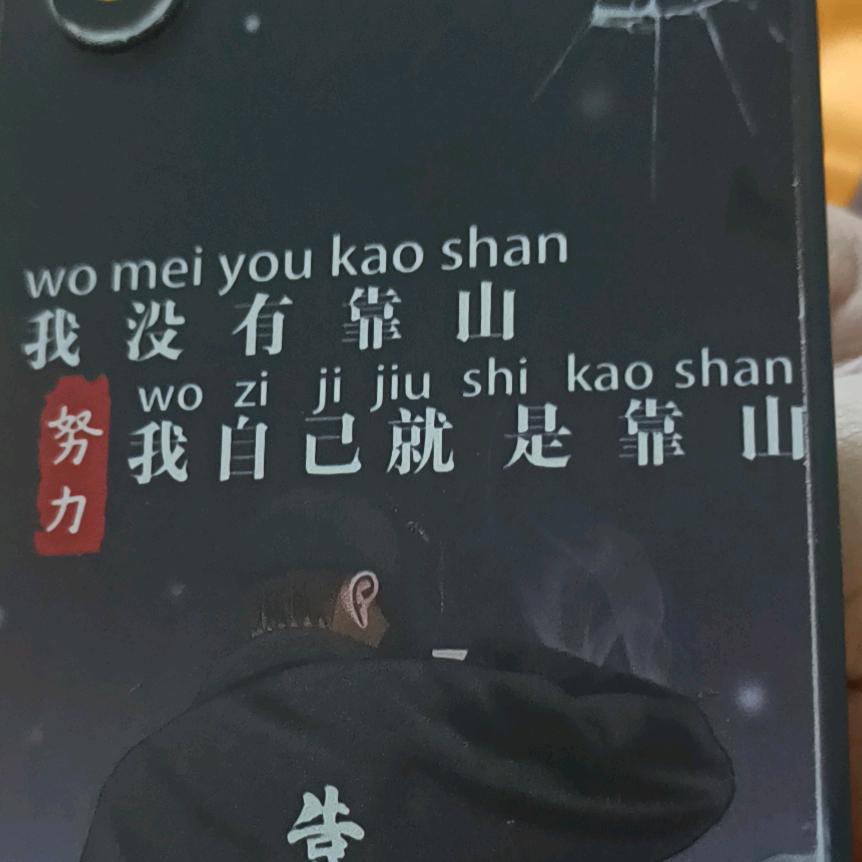 wo mei you kao shan
我没有靠山
wo zi ji jiu shi kao shan
我自己就是靠山
努力